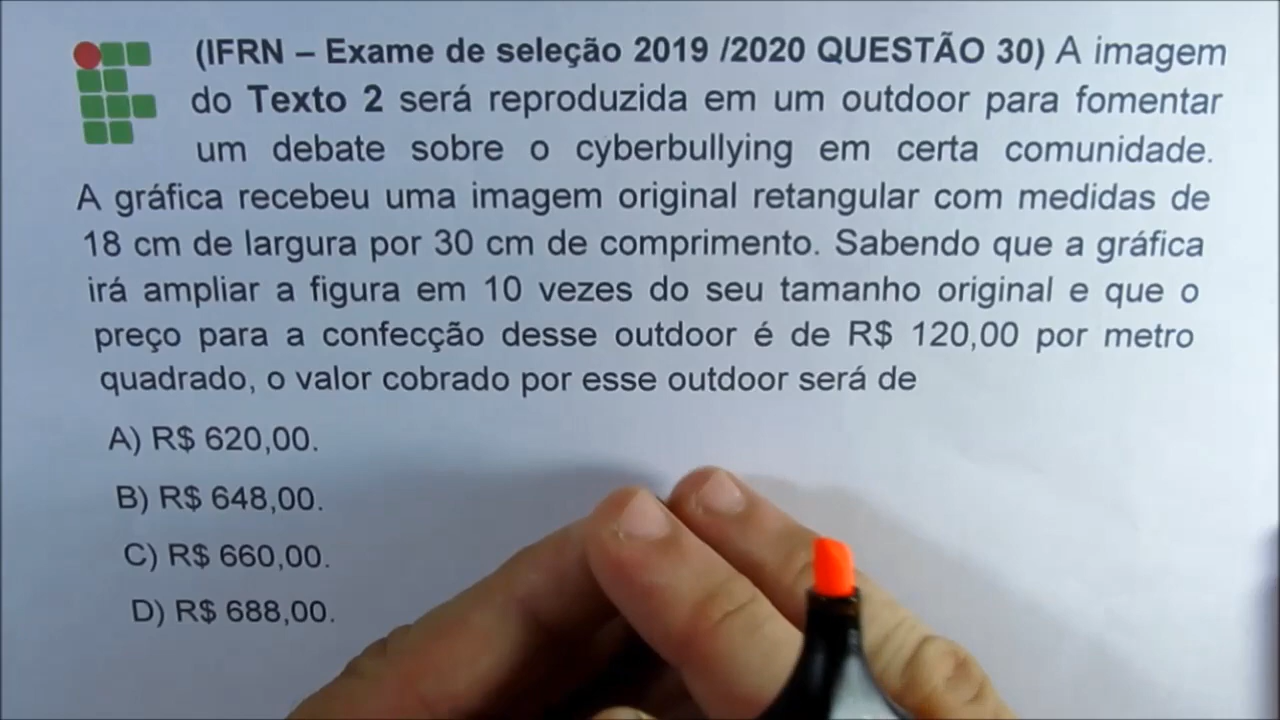 (IFRN – Exame de seleção 2019 /2020 QUESTÃO 30) A imagem
do Texto 2 será reproduzida em um outdoor para fomentar
um debate sobre o cyberbullying em certa comunidade.
A gráfica recebeu uma imagem original retangular com medidas de
18 cm de largura por 30 cm de comprimento. Sabendo que a gráfica
irá ampliar a figura em 10 vezes do seu tamanho original e que o
preço para a confecção desse outdoor é de R$ 120,00 por metro
quadrado, o valor cobrado por esse outdoor será de
A) R$ 620,00.
B) R$ 648,00.
C) R$ 660,00.
D) R$ 688,00.